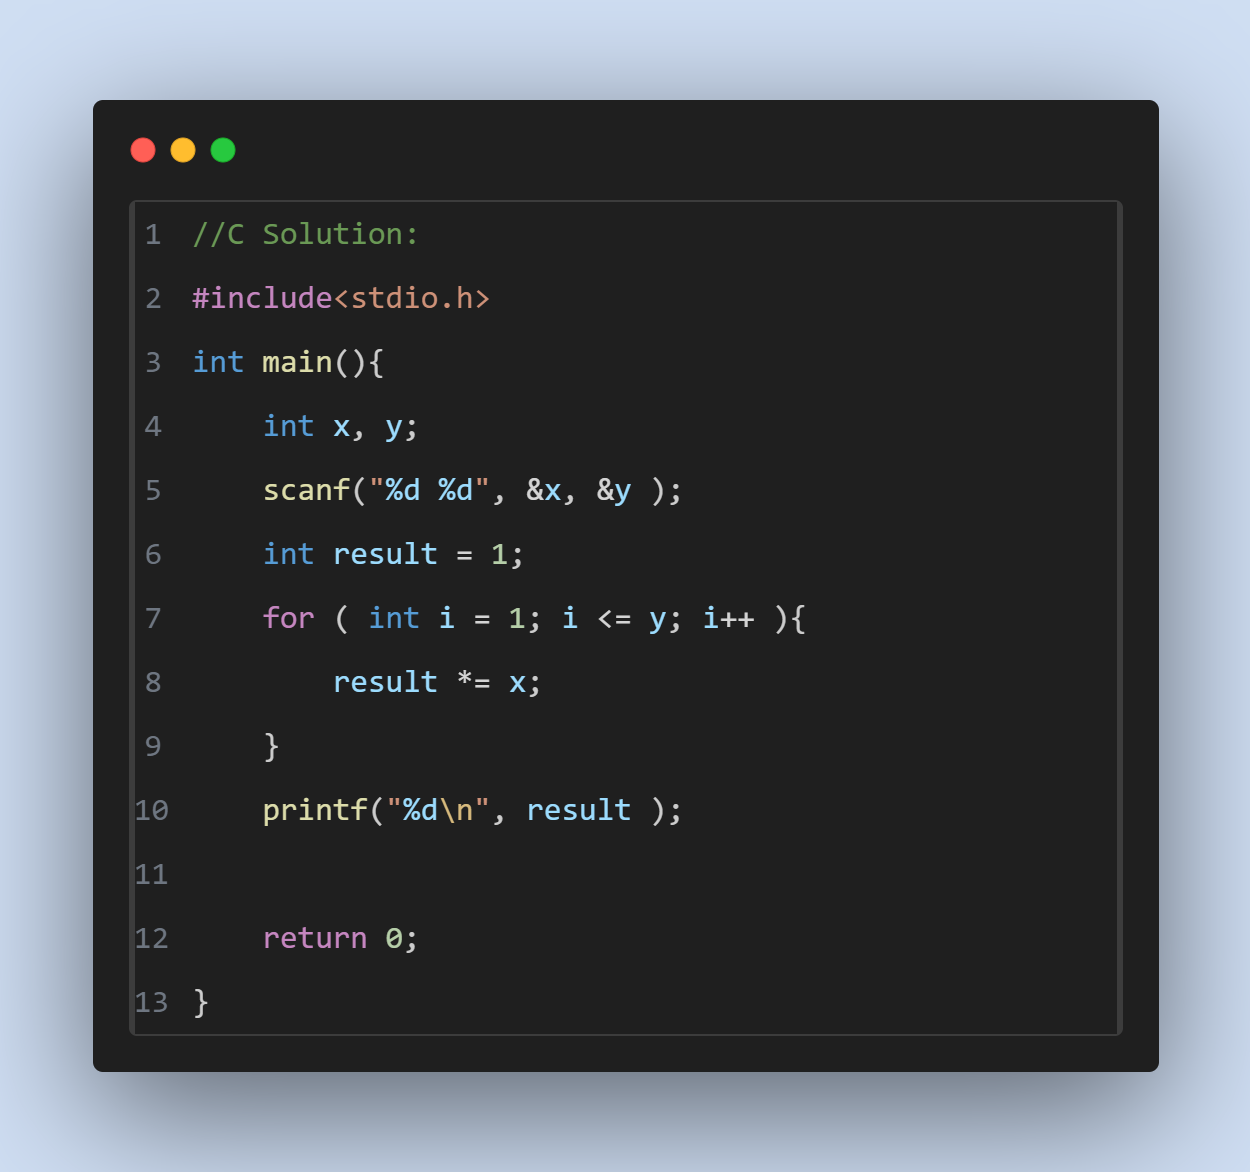 1 //C Solution:
2 #include<stdio.h>
3 int main(){
4     int x, y;
5     scanf("%d %d", &x, &y );
6     int result = 1;
7     for ( int i = 1; i <= y; i++ ){
8         result *= x;
9     }
10     printf("%d\n", result );
11
12     return 0;
13 }